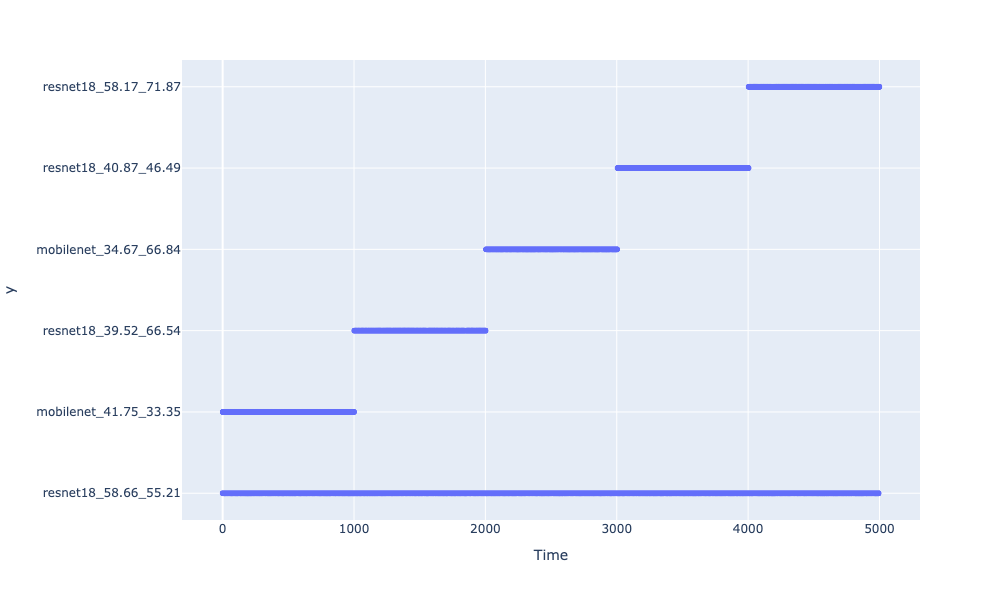 resnet18_58.17_71.87
resnet18_40.87_46.49
mobilenet_34.67_66.84
resnet18_39.52_66.54
mobilenet_41.75_33.35
resnet18_58.66_55.21
y
0 1000 2000 3000 4000 5000
Time